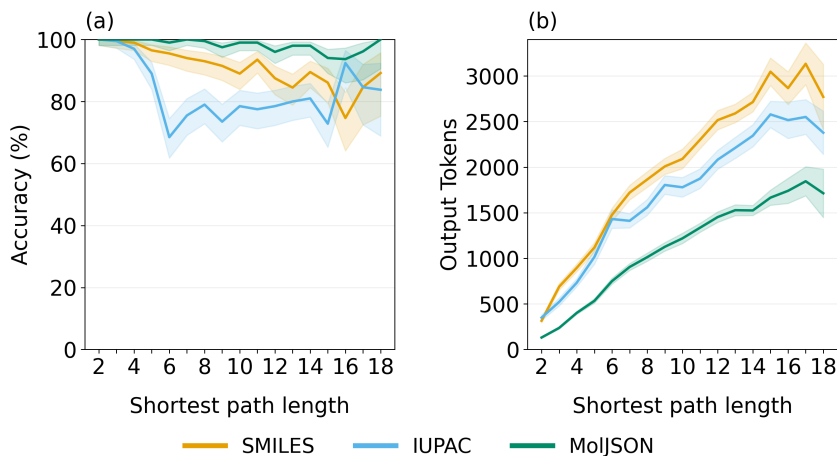 (a)
100
80
60
40
20
0
Accuracy (%)
2 4 6 8 10 12 14 16 18
Shortest path length
(b)
3000
2500
2000
1500
1000
500
0
Output Tokens
2 4 6 8 10 12 14 16 18
Shortest path length
SMILES IUPAC MolJSON